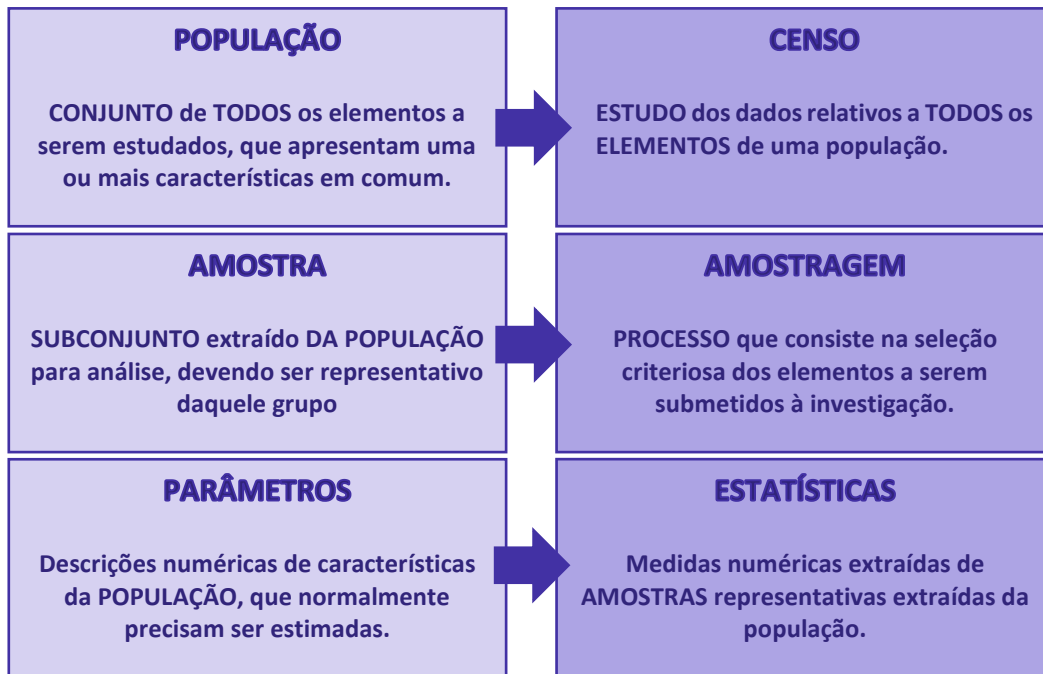 POPULAÇÃO
CONJUNTO de TODOS os elementos a
serem estudados, que apresentam uma
ou mais características em comum.
CENSO
ESTUDO dos dados relativos a TODOS os
ELEMENTOS de uma população.
AMOSTRA
SUBCONJUNTO extraído DA POPULAÇÃO
para análise, devendo ser representativo
daquele grupo
AMOSTRAGEM
PROCESSO que consiste na seleção
criteriosa dos elementos a serem
submetidos à investigação.
PARÂMETROS
Descrições numéricas de características
da POPULAÇÃO, que normalmente
precisam ser estimadas.
ESTATÍSTICAS
Medidas numéricas extraídas de
AMOSTRAS representativas extraídas da
população.